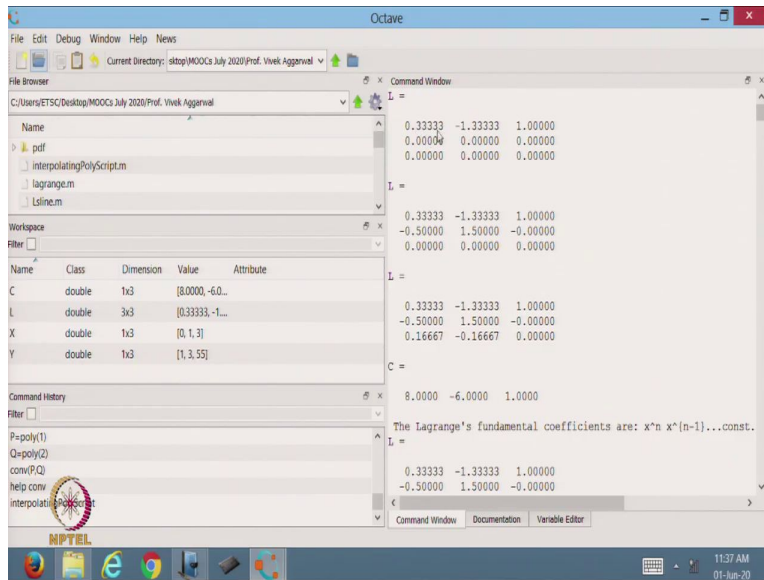 Octave
File Edit Debug Window Help News
Current Directory: sktop\MOOCs July 2020\Prof. Vivek Aggarwal
File Browser
C:/Users/ETSC/Desktop/MOOCs July 2020/Prof. Vivek Aggarwal
Name
pdf
interpolatingPolyScript.m
lagrange.m
Lsline.m
Workspace
Filter
Name Class Dimension Value Attribute
C double 1x3 [8.0000, -6.0...
L double 3x3 [0.33333, -1....
X double 1x3 [0, 1, 3]
Y double 1x3 [1, 3, 55]
Command History
Filter
P=poly(1)
Q=poly(2)
conv(P,Q)
help conv
interpolatingPolyScript
NPTEL
Command Window
L =
0.33333 -1.33333 1.00000
0.00000 0.00000 0.00000
0.00000 0.00000 0.00000
L =
0.33333 -1.33333 1.00000
-0.50000 1.50000 -0.00000
0.00000 0.00000 0.00000
L =
0.33333 -1.33333 1.00000
-0.50000 1.50000 -0.00000
0.16667 -0.16667 0.00000
C =
8.0000 -6.0000 1.0000
The Lagrange's fundamental coefficients are: x^n x^{n-1}...const.
L =
0.33333 -1.33333 1.00000
-0.50000 1.50000 -0.00000
Command Window Documentation Variable Editor
11:37 AM
01-Jun-20